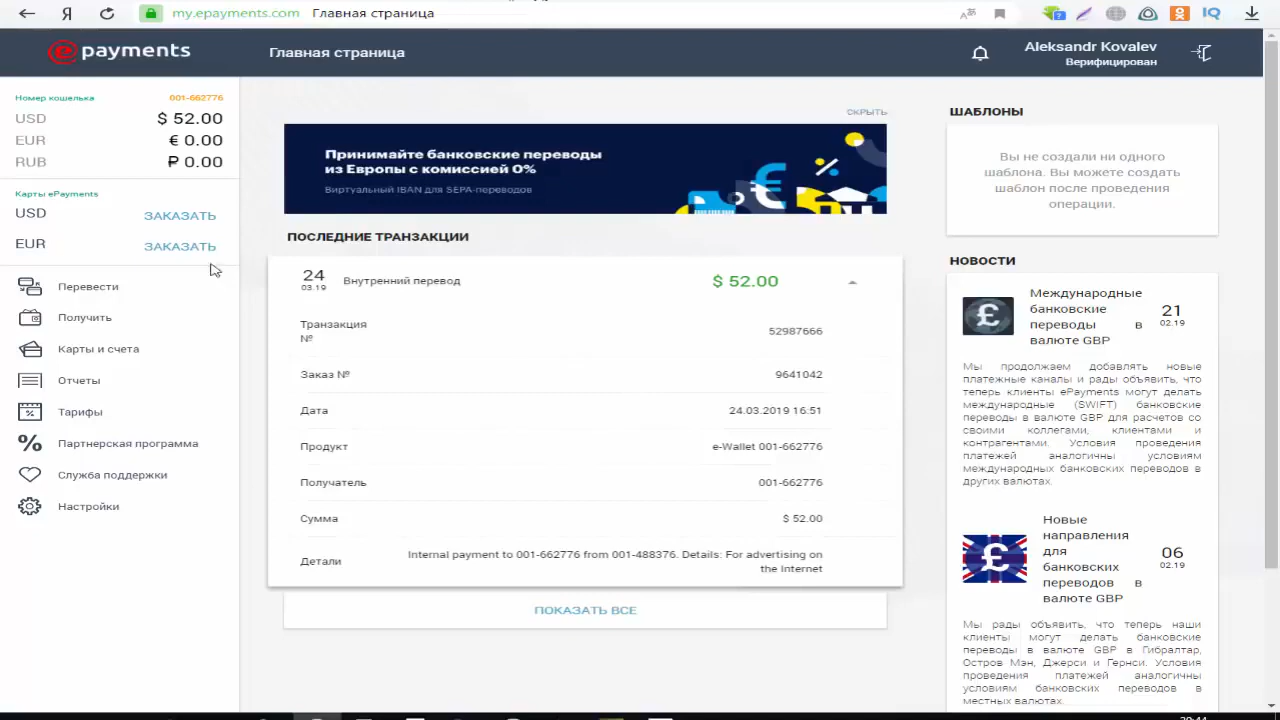 my.epayments.com Главная страница
epayments
Главная страница
Aleksandr Kovalev
Верифицирован
Номер кошелька 001-662776
USD $ 52.00
EUR € 0.00
RUB ₽ 0.00
Карты ePayments
USD ЗАКАЗАТЬ
EUR ЗАКАЗАТЬ
Перевести
Получить
Карты и счета
Отчеты
Тарифы
Партнерская программа
Служба поддержки
Настройки
СКРЫТЬ
Принимайте банковские переводы
из Европы с комиссией 0%
Виртуальный IBAN для SEPA-переводов
ПОСЛЕДНИЕ ТРАНЗАКЦИИ
24
03.19
Внутренний перевод
$ 52.00
Транзакция
№
52987666
Заказ № 9641042
Дата 24.03.2019 16:51
Продукт e-Wallet 001-662776
Получатель 001-662776
Сумма $ 52.00
Детали
Internal payment to 001-662776 from 001-488376. Details: For advertising on
the Internet
ПОКАЗАТЬ ВСЕ
ШАБЛОНЫ
Вы не создали ни одного
шаблона. Вы можете создать
шаблон после проведения
операции.
НОВОСТИ
Международные
банковские
переводы в
валюте GBP
21
02.19
Мы продолжаем добавлять новые
платежные каналы и рады объявить, что
теперь клиенты ePayments могут делать
международные (SWIFT) банковские
переводы в валюте GBP для расчетов со
своими коллегами, клиентами и
контрагентами. Условия проведения
платежей аналогичны условиям
международных банковских переводов в
других валютах.
Новые
направления
для
банковских
переводов в
валюте GBP
06
02.19
Мы рады объявить, что теперь наши
клиенты могут делать банковские
переводы в валюте GBP в Гибралтар,
Остров Мэн, Джерси и Гернси. Условия
проведения платежей аналогичны
условиям банковских переводов в
местных валютах.